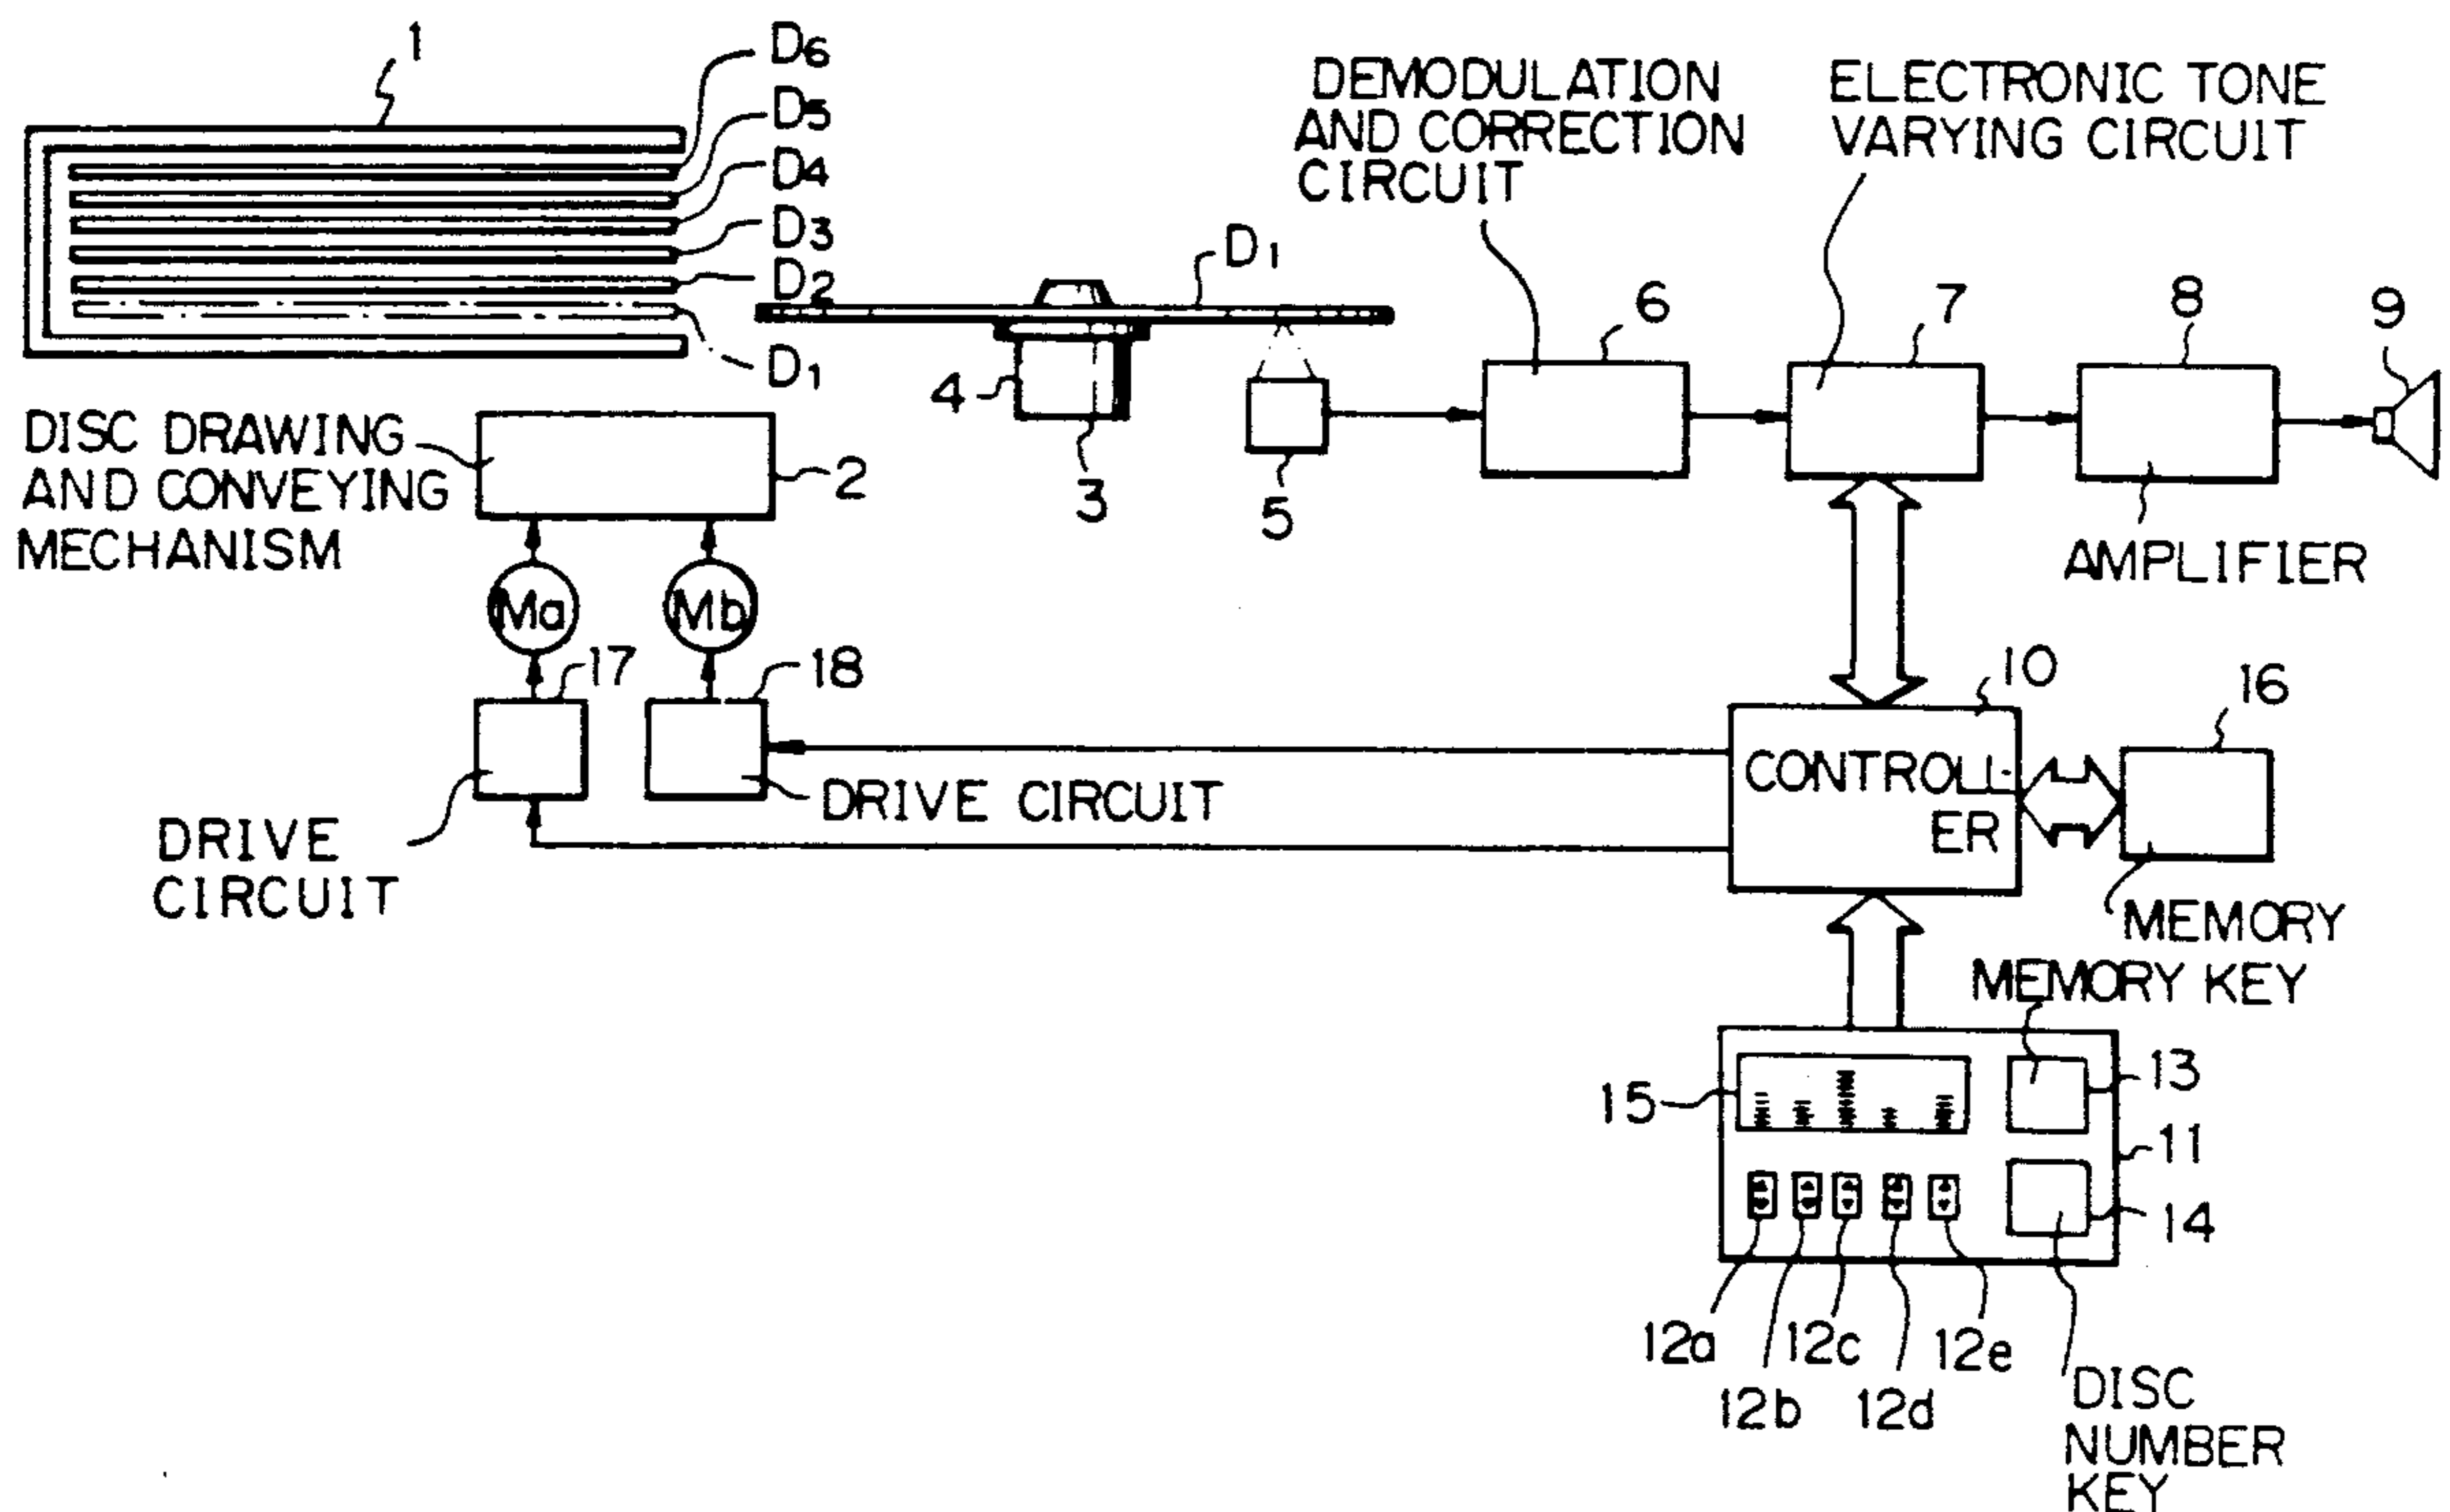 1
D6
D5
D4
D3
D2
D1
D1
DEMODULATION
AND CORRECTION
CIRCUIT
ELECTRONIC TONE
VARYING CIRCUIT
6
7
8
9
4
3
5
DISC DRAWING
AND CONVEYING
MECHANISM
2
AMPLIFIER
Ma
Mb
17
18
10
16
CONTROLL-
ER
DRIVE CIRCUIT
DRIVE
CIRCUIT
MEMORY
MEMORY KEY
15
13
11
14
12a
12b
12c
12d
12e
DISC
NUMBER
KEY